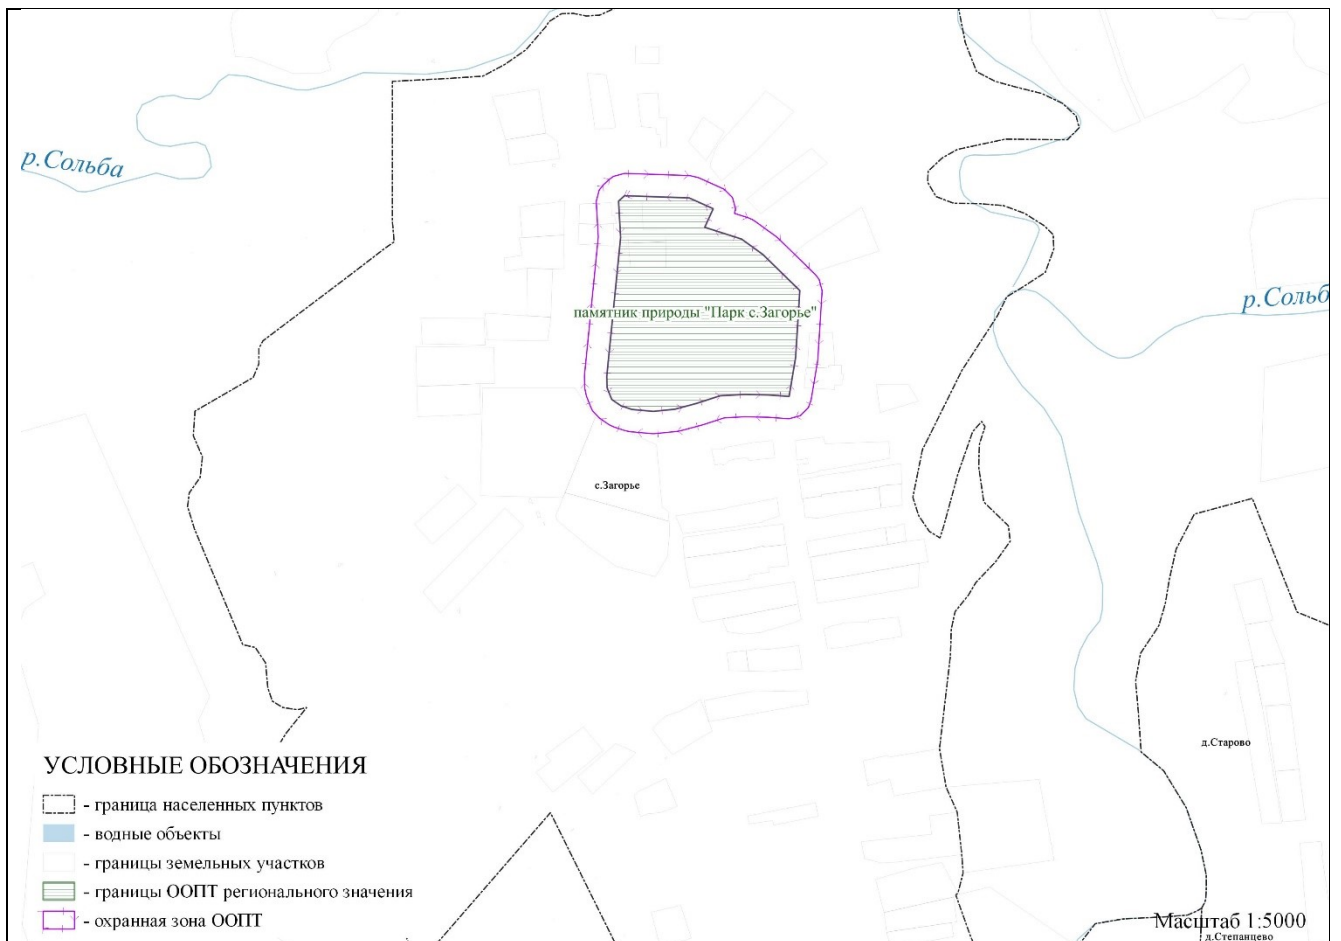 р.Сольба
р.Сольб
памятник природы "Парк с.Загорье"
с.Загорье
д.Старово
УСЛОВНЫЕ ОБОЗНАЧЕНИЯ
- граница населенных пунктов
- водные объекты
- границы земельных участков
- границы ООПТ регионального значения
- охранная зона ООПТ
Масштаб 1:5000
д.Степанцево